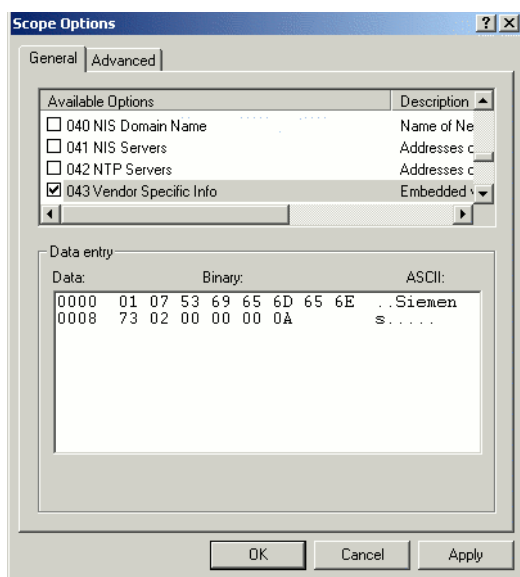 Scope Options
General Advanced
Available Options Description
040 NIS Domain Name Name of Ne
041 NIS Servers Addresses c
042 NTP Servers Addresses c
043 Vendor Specific Info Embedded v
Data entry
Data: Binary: ASCII:
0000 01 07 53 69 65 6D 65 6E ..Siemen
0008 73 02 00 00 00 0A s.....
OK Cancel Apply